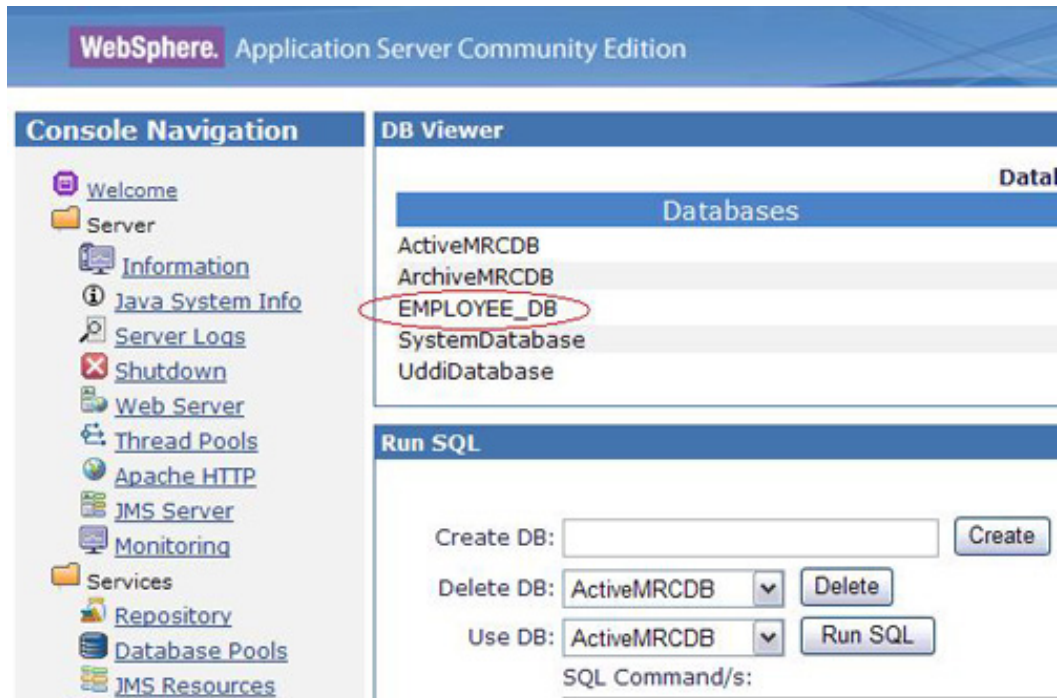 WebSphere. Application Server Community Edition
Console Navigation
Welcome
Server
Information
Java System Info
Server Logs
Shutdown
Web Server
Thread Pools
Apache HTTP
JMS Server
Monitoring
Services
Repository
Database Pools
JMS Resources
DB Viewer
Databases
ActiveMRCDB
ArchiveMRCDB
EMPLOYEE_DB
SystemDatabase
UddiDatabase
Run SQL
Create DB: Create
Delete DB: ActiveMRCDB Delete
Use DB: ActiveMRCDB Run SQL
SQL Command/s: